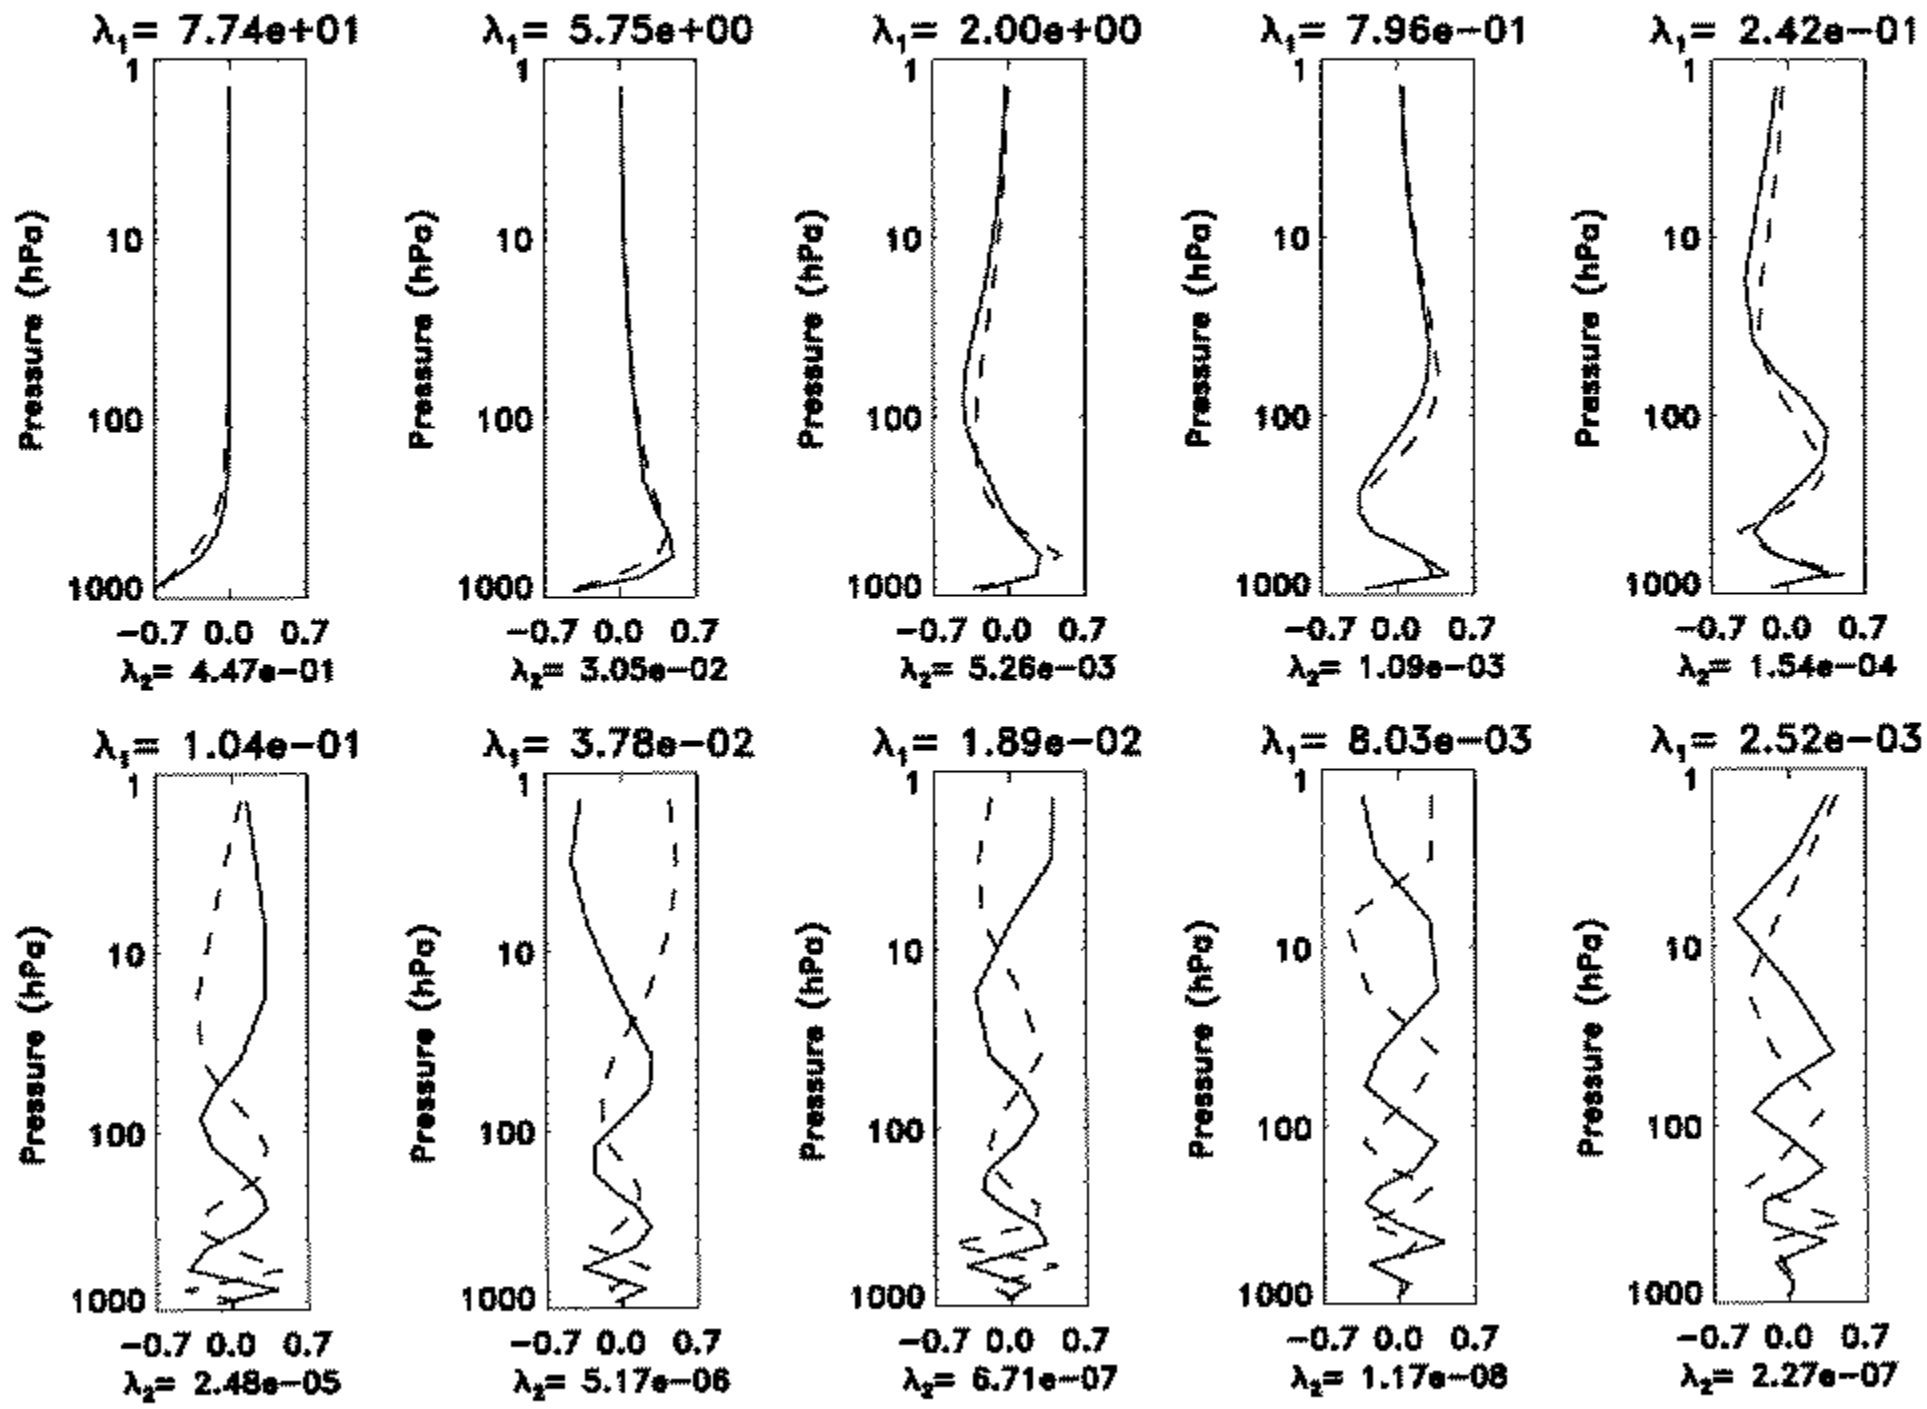 λ1= 7.74e+01 λ1= 5.75e+00 λ1= 2.00e+00 λ1= 7.96e-01 λ1= 2.42e-01
1 1 1 1 1
10 10 10 10 10
Pressure (hPa) Pressure (hPa) Pressure (hPa) Pressure (hPa) Pressure (hPa)
100 100 100 100 100
1000 1000 1000 1000 1000
-0.7 0.0 0.7 -0.7 0.0 0.7 -0.7 0.0 0.7 -0.7 0.0 0.7 -0.7 0.0 0.7
λ2= 4.47e-01 λ2= 3.05e-02 λ2= 5.26e-03 λ2= 1.09e-03 λ2= 1.54e-04
λ1= 1.04e-01 λ1= 3.78e-02 λ1= 1.89e-02 λ1= 8.03e-03 λ1= 2.52e-03
1 1 1 1 1
10 10 10 10 10
Pressure (hPa) Pressure (hPa) Pressure (hPa) Pressure (hPa) Pressure (hPa)
100 100 100 100 100
1000 1000 1000 1000 1000
-0.7 0.0 0.7 -0.7 0.0 0.7 -0.7 0.0 0.7 -0.7 0.0 0.7 -0.7 0.0 0.7
λ2= 2.48e-05 λ2= 5.17e-06 λ2= 6.71e-07 λ2= 1.17e-08 λ2= 2.27e-07